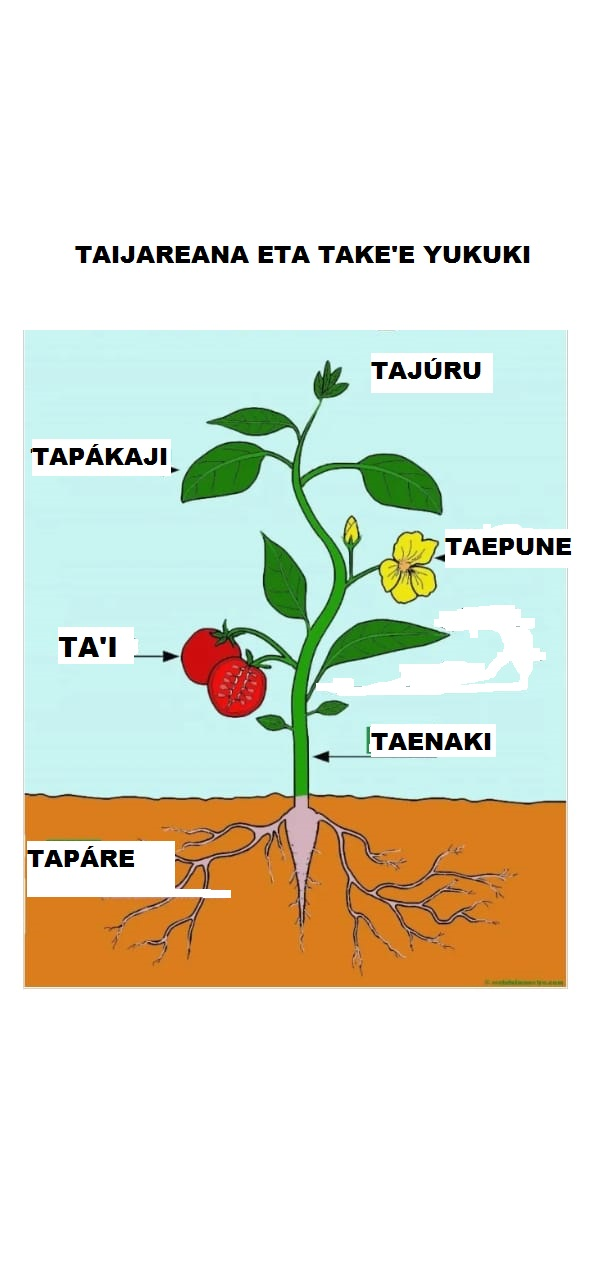 TAIJAREANA ETA TAKE'E YUKUKI
TAJÚRU
TAPÁKAJI
TAEPUNE
TA'I
TAENAKI
TAPÁRE